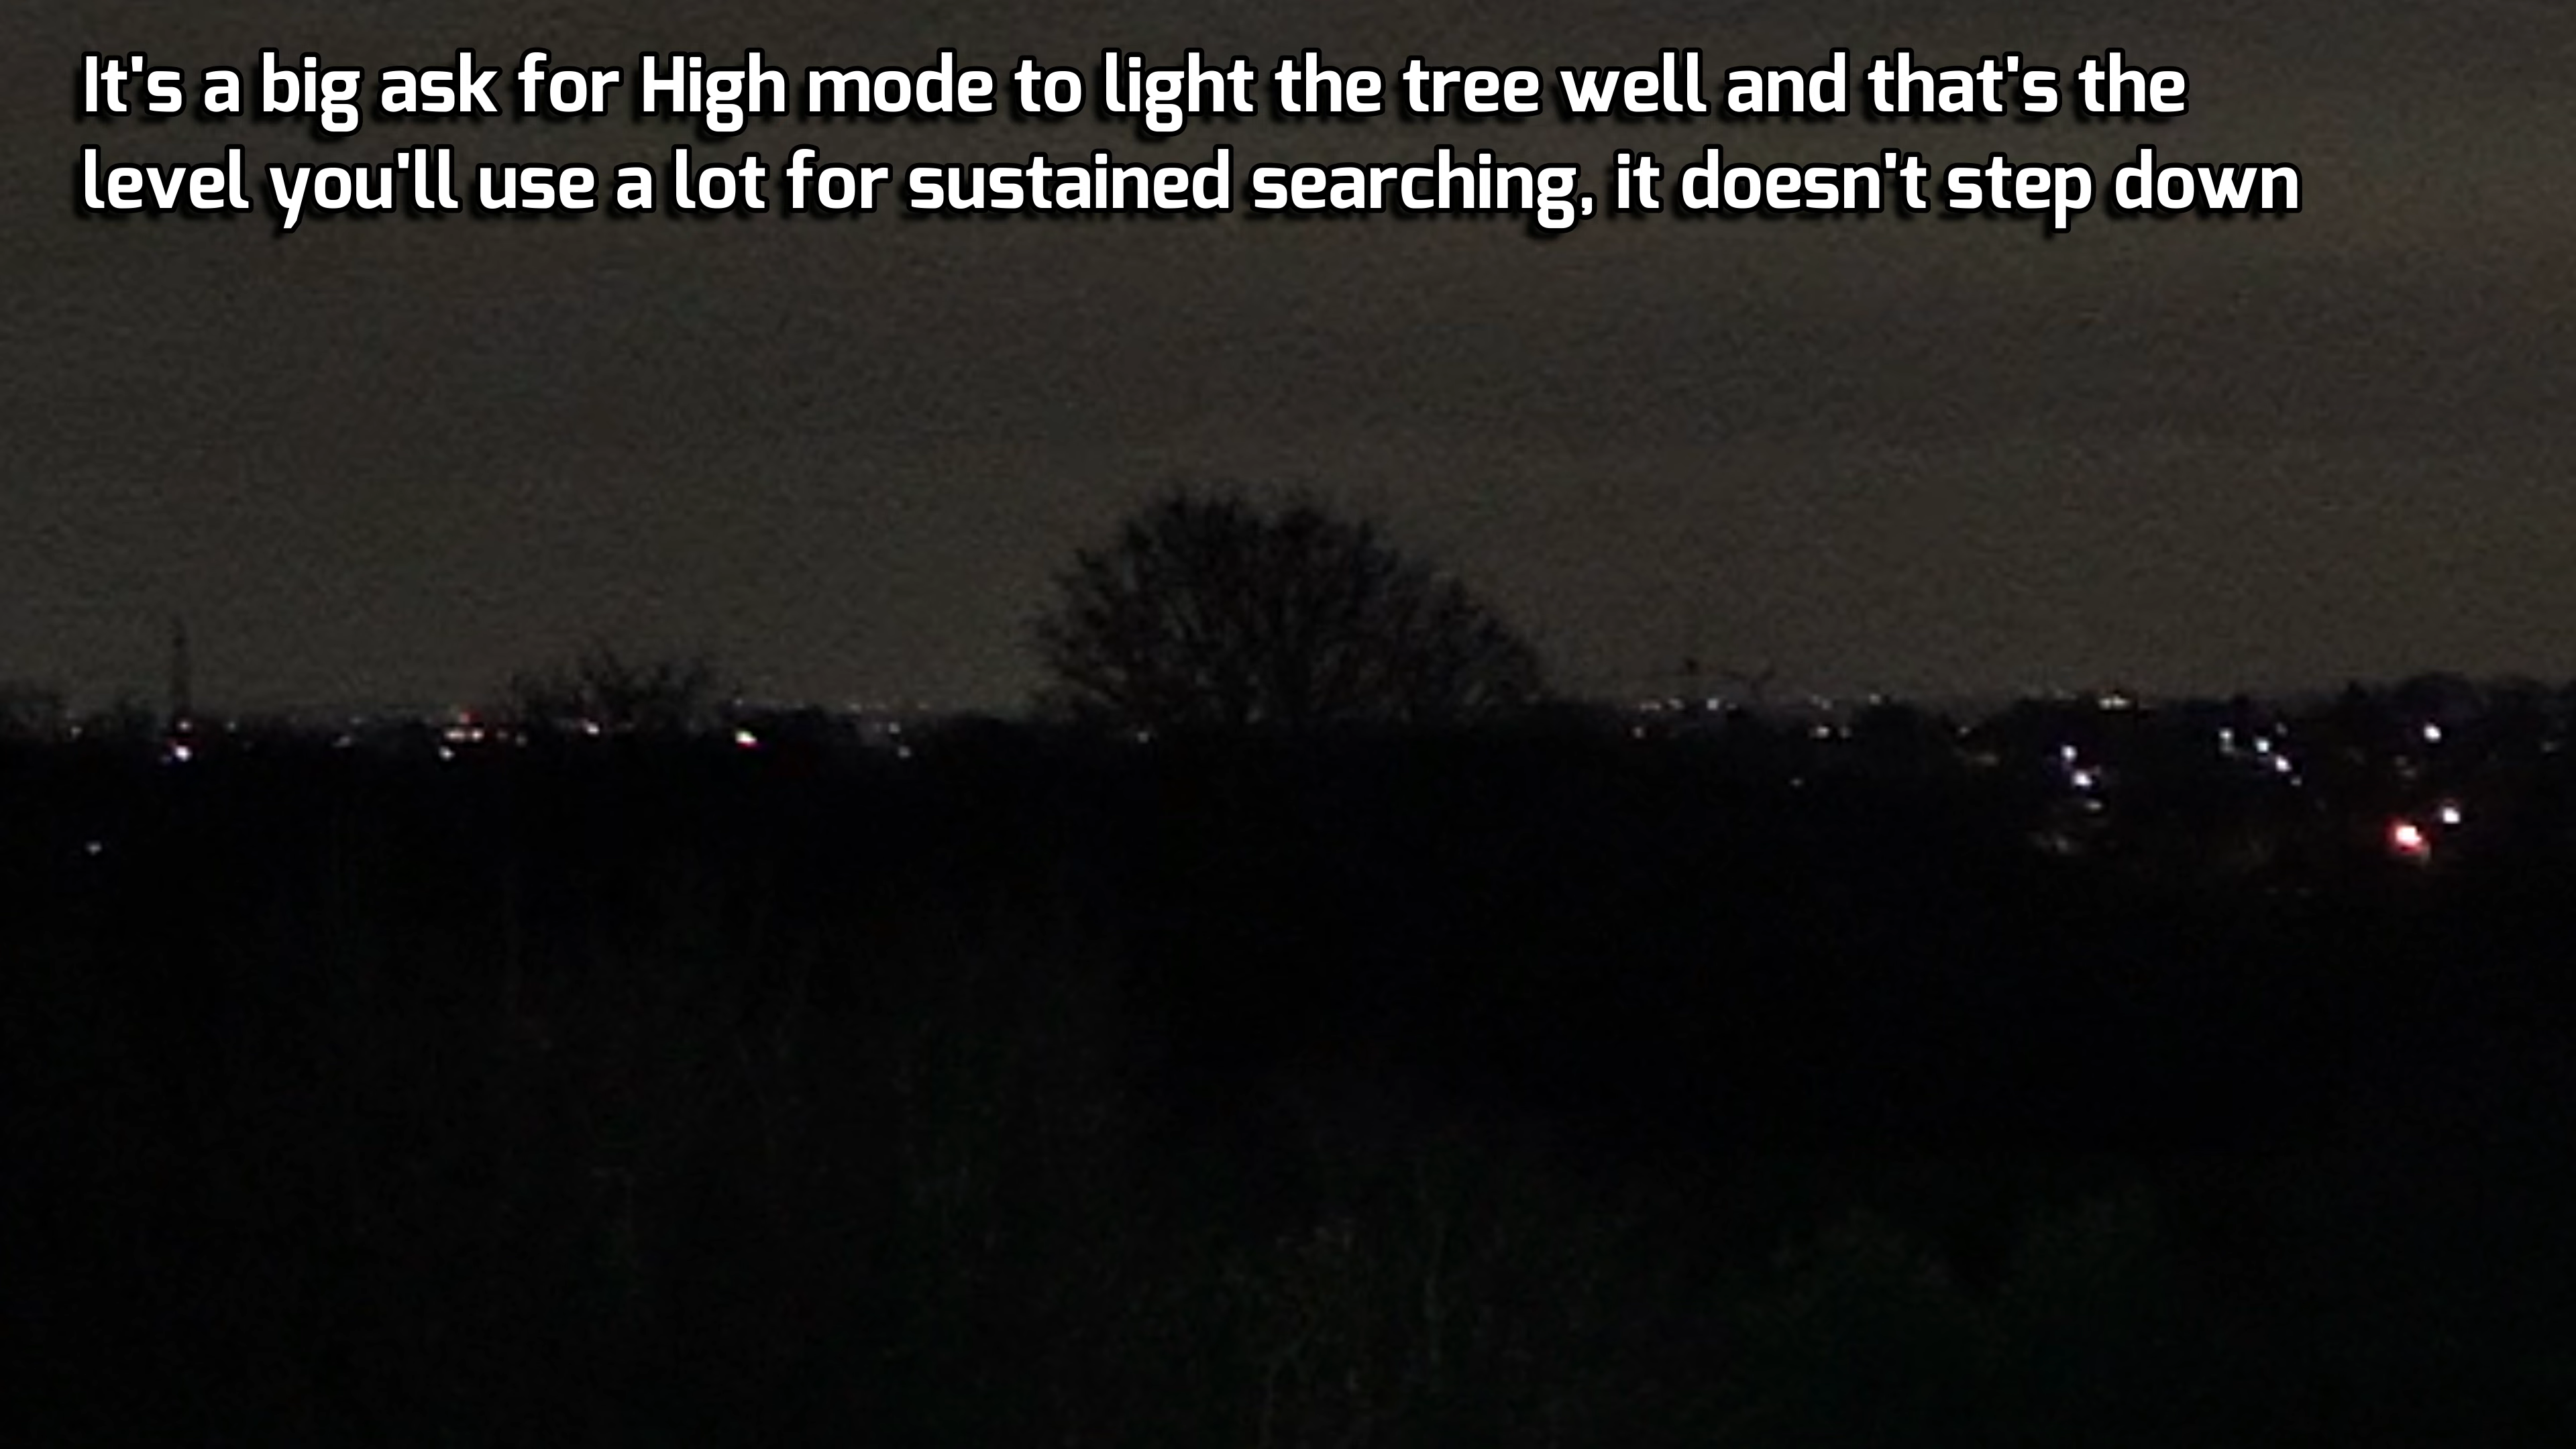 It's a big ask for High mode to light the tree well and that's the
level you'll use a lot for sustained searching, it doesn't step down